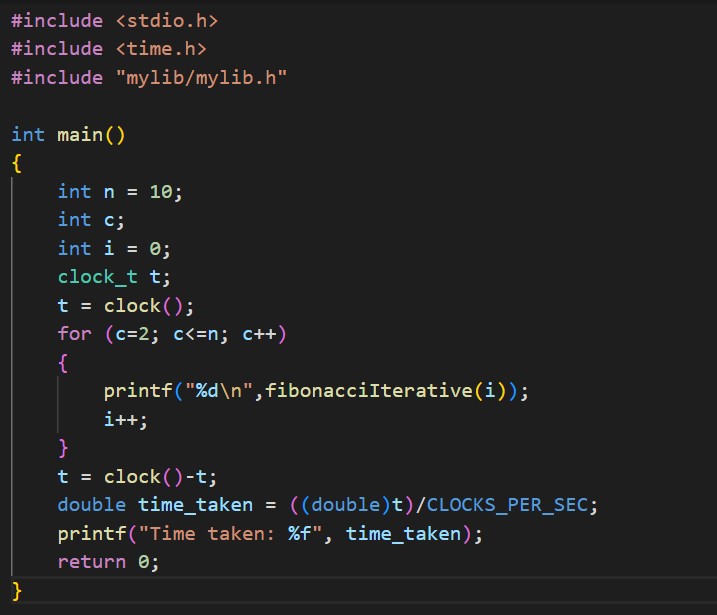 #include <stdio.h>
#include <time.h>
#include "mylib/mylib.h"

int main()
{
    int n = 10;
    int c;
    int i = 0;
    clock_t t;
    t = clock();
    for (c=2; c<=n; c++)
    {
        printf("%d\n",fibonacciIterative(i));
        i++;
    }
    t = clock()-t;
    double time_taken = ((double)t)/CLOCKS_PER_SEC;
    printf("Time taken: %f", time_taken);
    return 0;
}